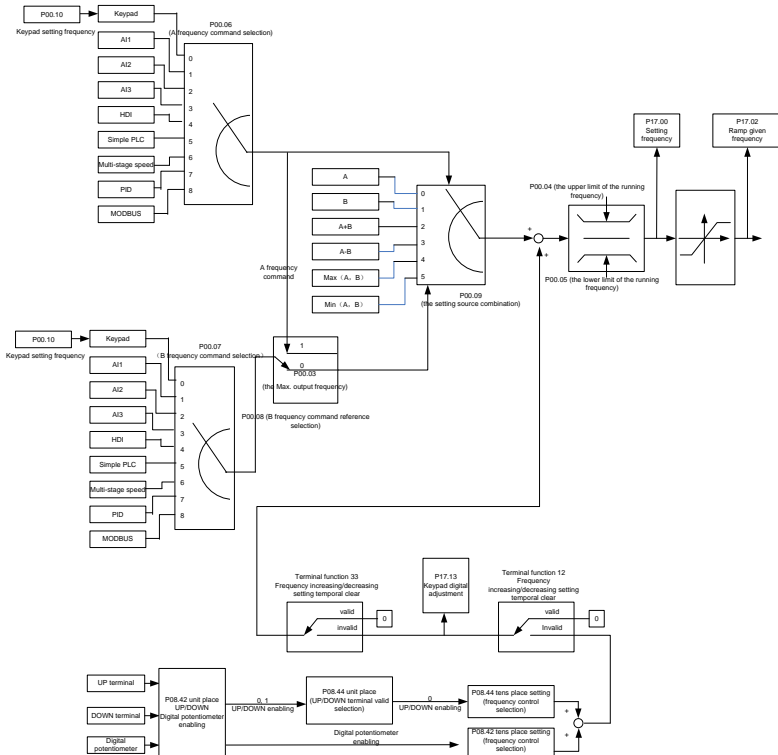 P00.06
(A frequency command selection)
P00.10
Keypad setting frequency
Keypad
AI1
AI2
AI3
HDI
Simple PLC
Multi-stage speed
PID
MODBUS
0
1
2
3
4
5
6
7
8
A frequency
command
A
B
A+B
A-B
Max（A，B）
Min（A，B）
0
1
2
3
4
5
P00.09
(the setting source combination)
+
+
P00.04 (the upper limit of the running
frequency)
P00.05 (the lower limit of the running
frequency)
P17.00
Setting
frequency
P17.02
Ramp given
frequency
P00.10
Keypad setting frequency
P00.07
（B frequency command selection）
Keypad
AI1
AI2
AI3
HDI
Simple PLC
Multi-stage speed
PID
MODBUS
0
1
2
3
4
5
6
7
8
1
0
P00.03
(the Max. output frequency)
P00.08 (B frequency command reference
selection)
Terminal function 33
Frequency increasing/decreasing
setting temporal clear
valid
invalid
0
P17.13
Keypad digital
adjustment
Terminal function 12
Frequency
increasing/decreasing setting
temporal clear
valid
Invalid
0
UP terminal
DOWN terminal
Digital
potentiometer
P08.42 unit place
UP/DOWN
Digital potentiometer
enabling
0, 1
UP/DOWN enabling
P08.44 unit place
(UP/DOWN terminal valid
selection)
0
UP/DOWN enabling
P08.44 tens place setting
(frequency control
selection)
Digital potentiometer
enabling
P08.42 tens place setting
(frequency control
selection)
+
+